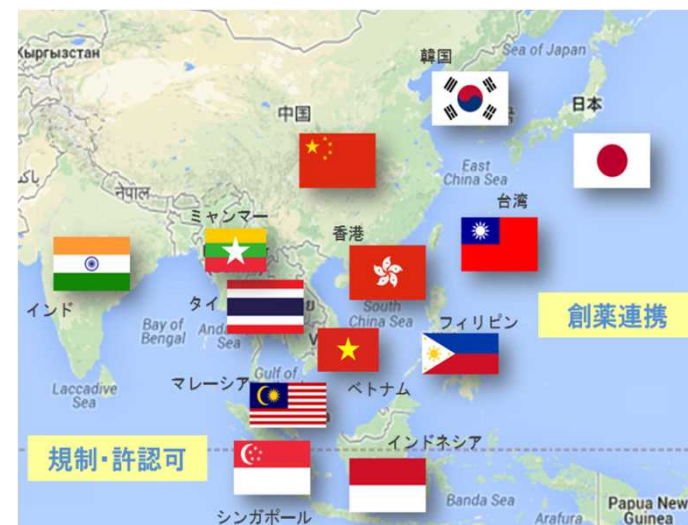 Кыргызстан
韓国
Sea of Japan
中国
日本
East
China Sea
नेपाल
ミャンマー
台湾
香港
インド
タイ
Bay of
Bengal
Sea
South
China Sea
フィリピン
創薬連携
Gulf of
ベトナム
マレーシア
Laccadive
Sea
インドネシア
規制・許認可
シンガポール
Banda Sea
Papua New
Guinea
Arafura